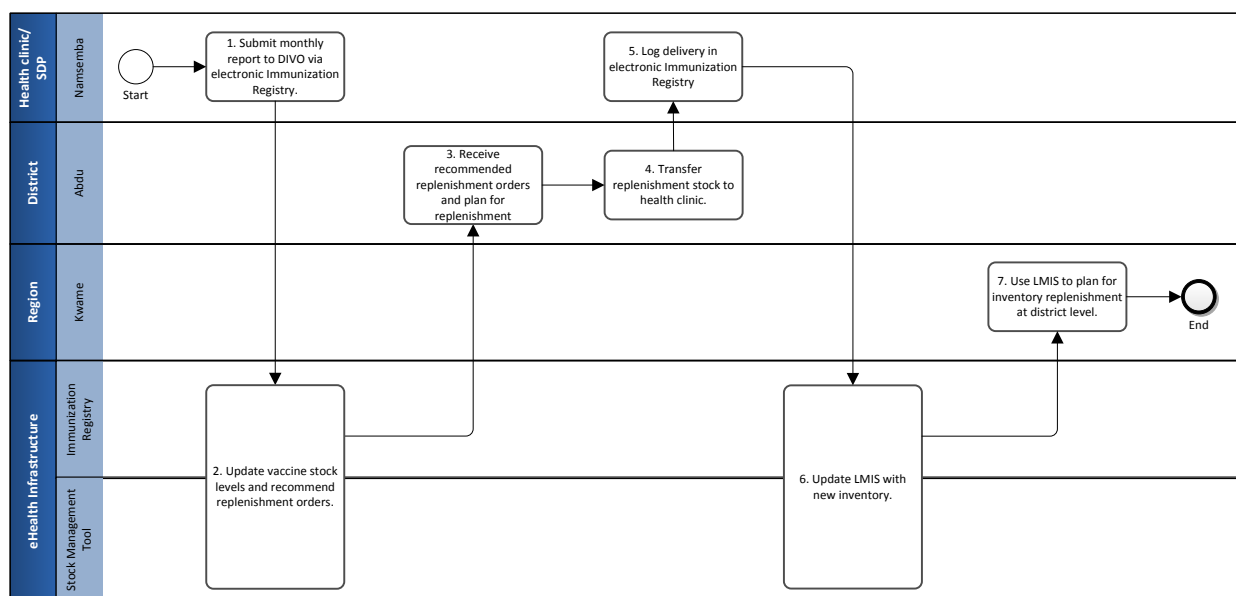 Health clinic/
SDP
Namsemba
Start
1. Submit monthly
report to DIVO via
electronic Immunization
Registry.
5. Log delivery in
electronic Immunization
Registry
District
Abdu
3. Receive
recommended
replenishment orders
and plan for
replenishment
4. Transfer
replenishment stock to
health clinic.
Region
Kwame
7. Use LMIS to plan for
inventory replenishment
at district level.
End
eHealth Infrastructure
Immunization
Registry
Stock Management
Tool
2. Update vaccine stock
levels and recommend
replenishment orders.
6. Update LMIS with
new inventory.